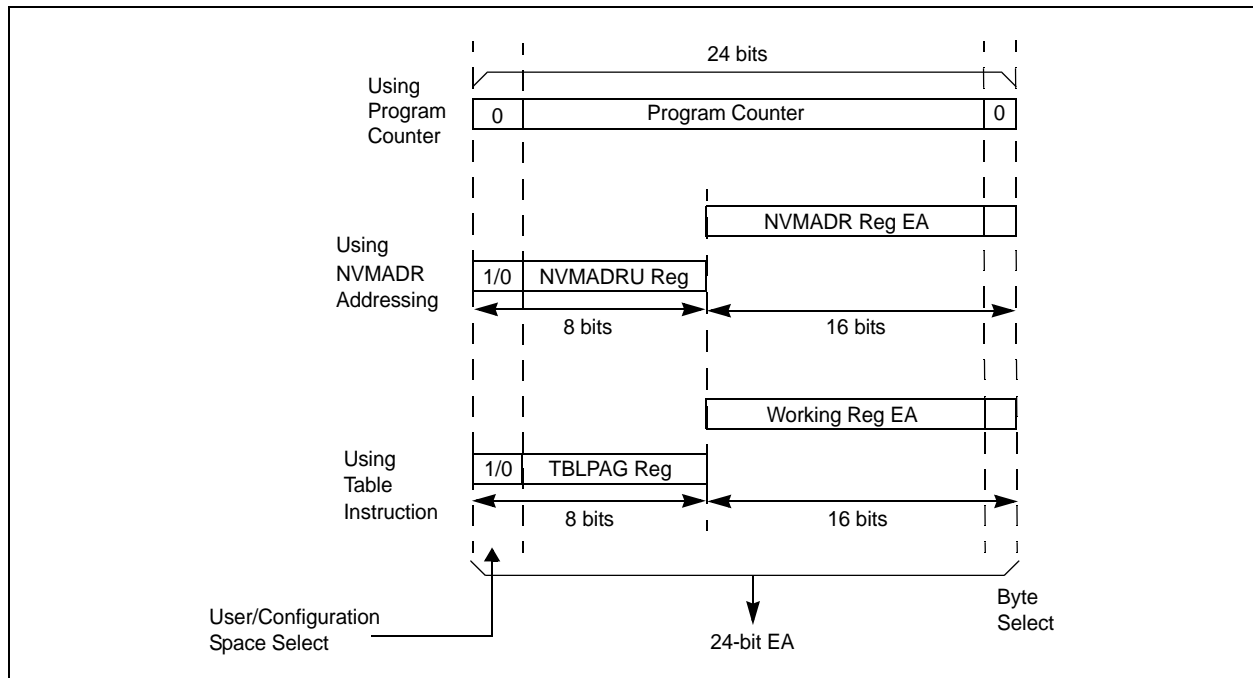 24 bits
Using
Program
Counter
0
Program Counter
0
NVMADR Reg EA
Using
NVMADR
Addressing
1/0
NVMADRU Reg
8 bits
16 bits
Working Reg EA
Using
Table
Instruction
1/0
TBLPAG Reg
8 bits
16 bits
User/Configuration
Space Select
24-bit EA
Byte
Select